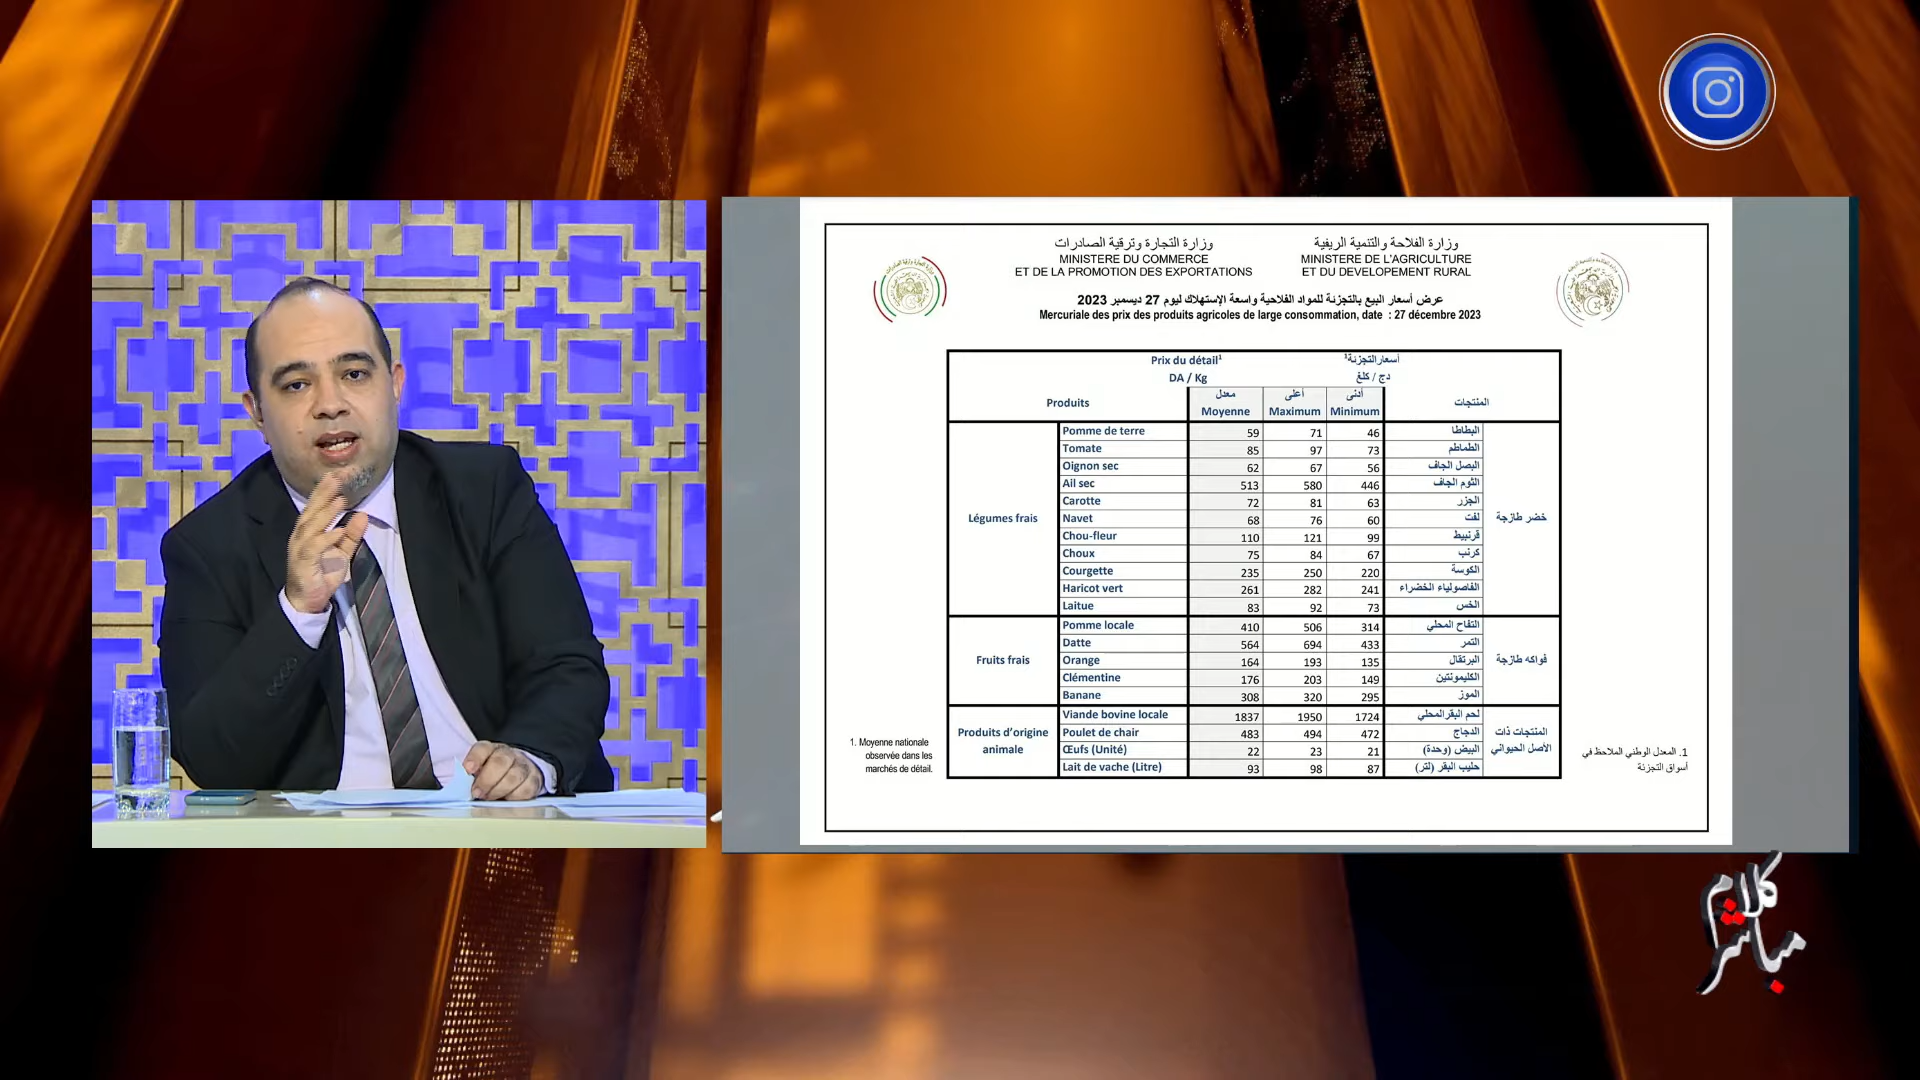 وزارة التجارة وترقية الصادرات
MINISTERE DU COMMERCE
ET DE LA PROMOTION DES EXPORTATIONS
وزارة الفلاحة والتنمية الريفية
MINISTERE DE L'AGRICULTURE
ET DU DEVELOPEMENT RURAL
عرض أسعار البيع بالتجزئة للمواد الفلاحية واسعة الإستهلاك ليوم 27 ديسمبر 2023
Mercuriale des prix des produits agricoles de large consommation, date : 27 décembre 2023
Prix du détail¹ أسعارالتجزئة¹
DA / Kg دج / كلغ
Produits معدل Moyenne أعلى Maximum أدنى Minimum المنتجات
Légumes frais خضر طازجة
Pomme de terre 59 71 46 البطاطا
Tomate 85 97 73 الطماطم
Oignon sec 62 67 56 البصل الجاف
Ail sec 513 580 446 الثوم الجاف
Carotte 72 81 63 الجزر
Navet 68 76 60 لفت
Chou-fleur 110 121 99 قرنبيط
Choux 75 84 67 كرنب
Courgette 235 250 220 الكوسة
Haricot vert 261 282 241 الفاصولياء الخضراء
Laitue 83 92 73 الخس
Fruits frais فواكه طازجة
Pomme locale 410 506 314 التفاح المحلي
Datte 564 694 433 التمر
Orange 164 193 135 البرتقال
Clémentine 176 203 149 الكليمونتين
Banane 308 320 295 الموز
Produits d'origine animale المنتجات ذات الأصل الحيواني
Viande bovine locale 1837 1950 1724 لحم البقرالمحلي
Poulet de chair 483 494 472 الدجاج
Œufs (Unité) 22 23 21 البيض (وحدة)
Lait de vache (Litre) 93 98 87 حليب البقر (لتر)
1. Moyenne nationale
observée dans les
marchés de détail.
1. المعدل الوطني الملاحظ في
أسواق التجزئة
كلام
مباشر